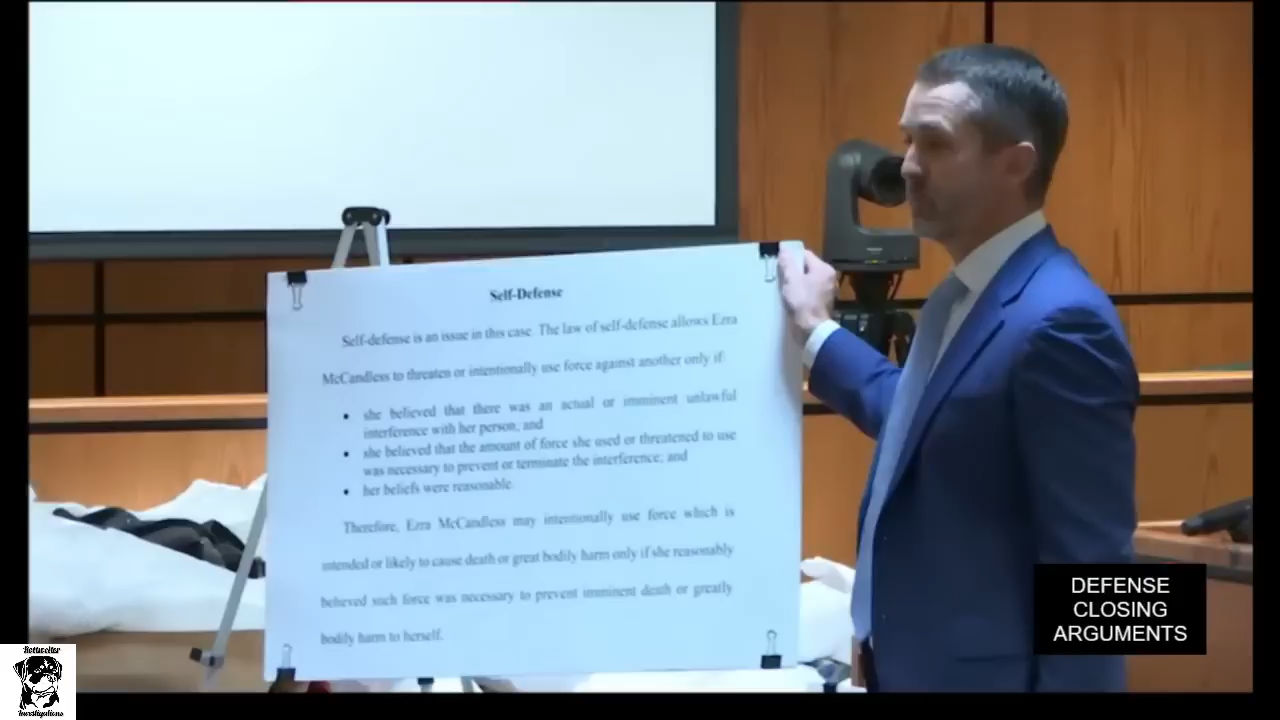 Self-Defense
Self-defense is an issue in this case. The law of self-defense allows Ezra
McCandless to threaten or intentionally use force against another only if:
• she believed that there was an actual or imminent unlawful
interference with her person; and
• she believed that the amount of force she used or threatened to use
was necessary to prevent or terminate the interference; and
• her beliefs were reasonable.
Therefore, Ezra McCandless may intentionally use force which is
intended or likely to cause death or great bodily harm only if she reasonably
believed such force was necessary to prevent imminent death or greatly
bodily harm to herself.
DEFENSE
CLOSING
ARGUMENTS
Rottweiler
Investigations